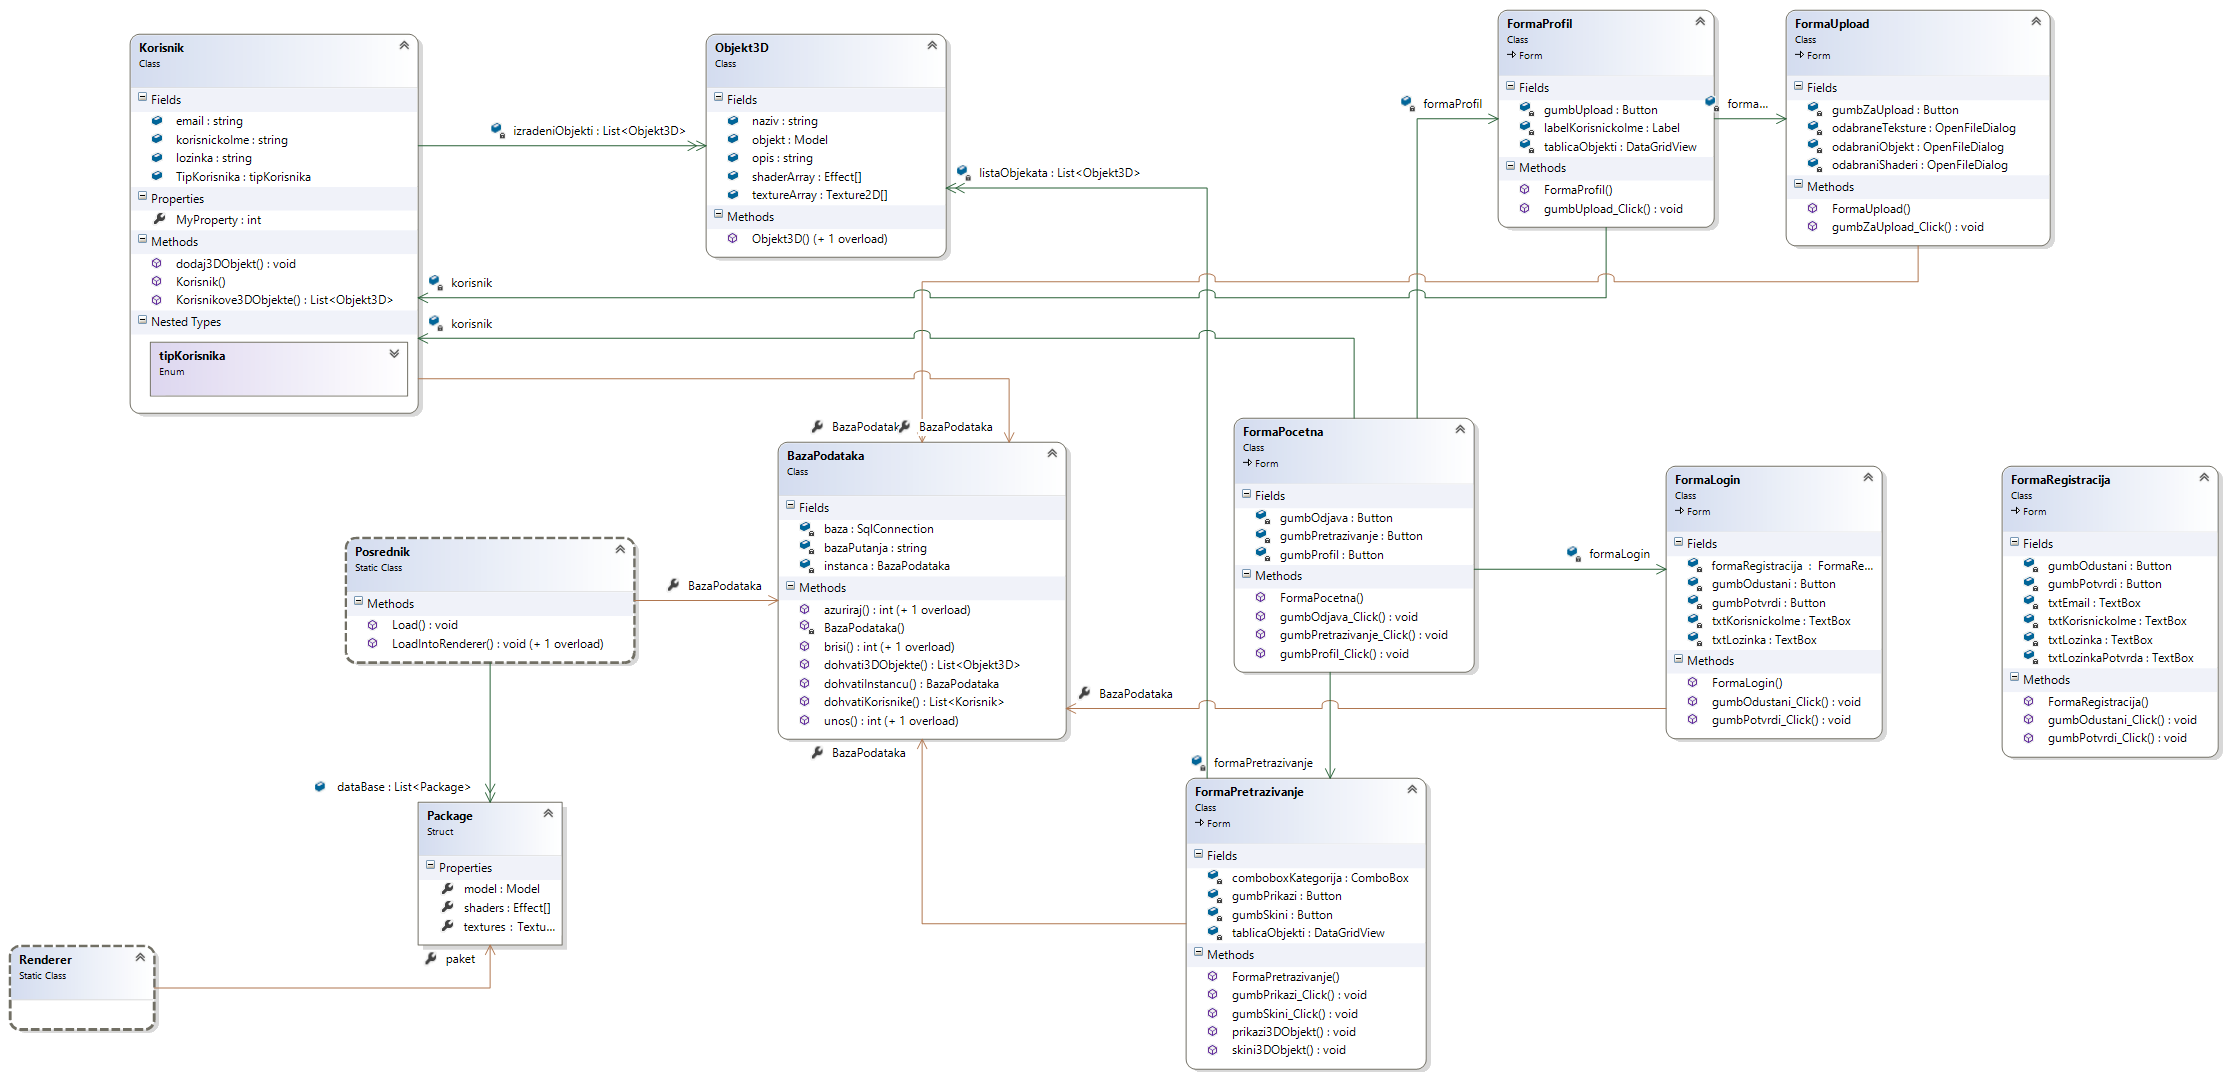 Korisnik
Class
Fields
email : string
korisnickoIme : string
lozinka : string
TipKorisnika : tipKorisnika
Properties
MyProperty : int
Methods
dodaj3DObjekt() : void
Korisnik()
Korisnikove3DObjekte() : List<Objekt3D>
Nested Types
tipKorisnika
Enum
izradeniObjekti : List<Objekt3D>
Objekt3D
Class
Fields
naziv : string
objekt : Model
opis : string
shaderArray : Effect[]
textureArray : Texture2D[]
Methods
Objekt3D() (+ 1 overload)
listaObjekata : List<Objekt3D>
formaProfil
FormaProfil
Class
Form
Fields
gumbUpload : Button
labelKorisnickoIme : Label
tablicaObjekti : DataGridView
Methods
FormaProfil()
gumbUpload_Click() : void
forma...
FormaUpload
Class
Form
Fields
gumbZaUpload : Button
odabraneTeksture : OpenFileDialog
odabraniObjekt : OpenFileDialog
odabraniShaderi : OpenFileDialog
Methods
FormaUpload()
gumbZaUpload_Click() : void
korisnik
korisnik
BazaPodatak
BazaPodataka
BazaPodataka
Class
Fields
baza : SqlConnection
bazaPutanja : string
instanca : BazaPodataka
Methods
azuriraj() : int (+ 1 overload)
BazaPodataka()
brisi() : int (+ 1 overload)
dohvati3DObjekte() : List<Objekt3D>
dohvatiInstancu() : BazaPodataka
dohvatiKorisnike() : List<Korisnik>
unos() : int (+ 1 overload)
BazaPodataka
FormaPocetna
Class
Form
Fields
gumbOdjava : Button
gumbPretrazivanje : Button
gumbProfil : Button
Methods
FormaPocetna()
gumbOdjava_Click() : void
gumbPretrazivanje_Click() : void
gumbProfil_Click() : void
formaLogin
FormaLogin
Class
Form
Fields
formaRegistracija : FormaRe...
gumbOdustani : Button
gumbPotvrdi : Button
txtKorisnickoIme : TextBox
txtLozinka : TextBox
Methods
FormaLogin()
gumbOdustani_Click() : void
gumbPotvrdi_Click() : void
FormaRegistracija
Class
Form
Fields
gumbOdustani : Button
gumbPotvrdi : Button
txtEmail : TextBox
txtKorisnickoIme : TextBox
txtLozinka : TextBox
txtLozinkaPotvrda : TextBox
Methods
FormaRegistracija()
gumbOdustani_Click() : void
gumbPotvrdi_Click() : void
Posrednik
Static Class
Methods
Load() : void
LoadIntoRenderer() : void (+ 1 overload)
BazaPodataka
BazaPodataka
formaPretrazivanje
dataBase : List<Package>
Package
Struct
Properties
model : Model
shaders : Effect[]
textures : Textu...
paket
Renderer
Static Class
FormaPretrazivanje
Class
Form
Fields
comboboxKategorija : ComboBox
gumbPrikazi : Button
gumbSkini : Button
tablicaObjekti : DataGridView
Methods
FormaPretrazivanje()
gumbPrikazi_Click() : void
gumbSkini_Click() : void
prikazi3DObjekt() : void
skini3DObjekt() : void